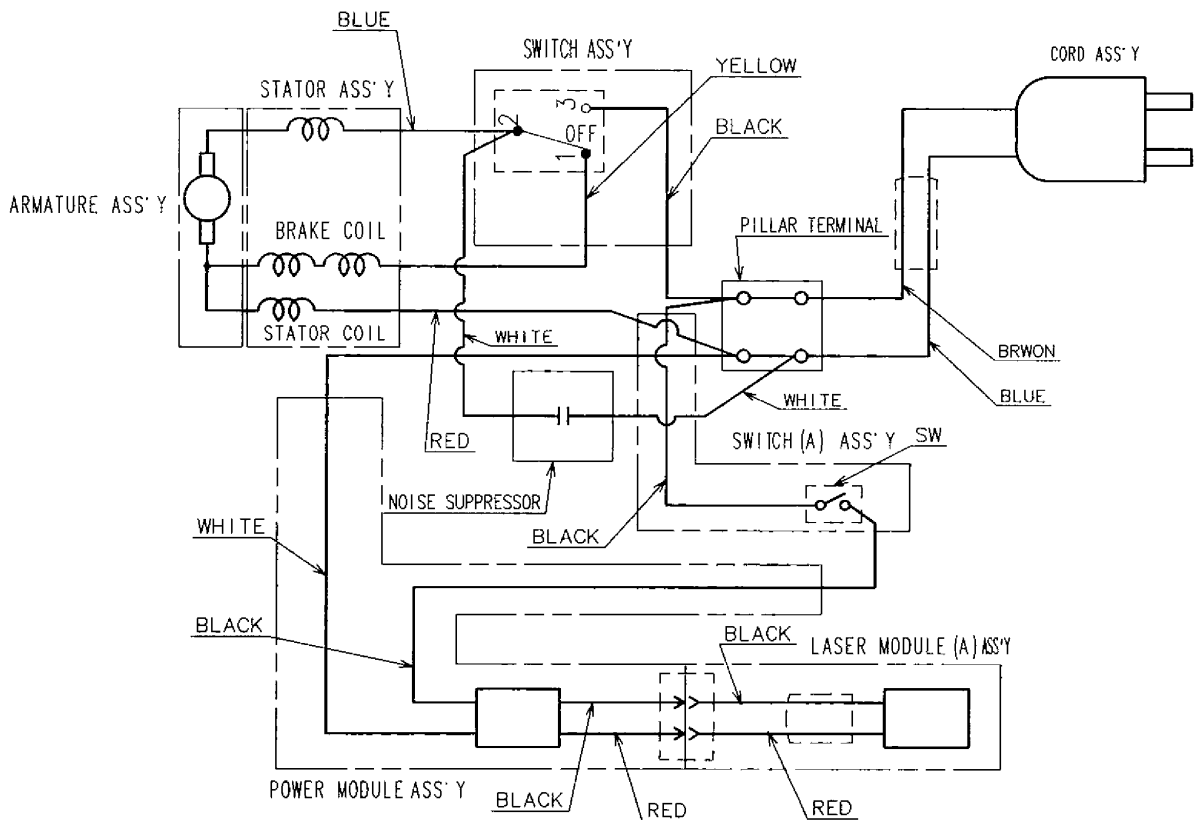 BLUE
SWITCH ASS'Y
YELLOW
CORD ASS'Y
STATOR ASS'Y
3
2
OFF
1
BLACK
ARMATURE ASS'Y
BRAKE COIL
PILLAR TERMINAL
STATOR COIL
WHITE
BRWON
WHITE
BLUE
RED
SWITCH (A) ASS'Y
SW
NOISE SUPPRESSOR
WHITE
BLACK
BLACK
BLACK
LASER MODULE (A) ASS'Y
POWER MODULE ASS'Y
BLACK
RED
RED